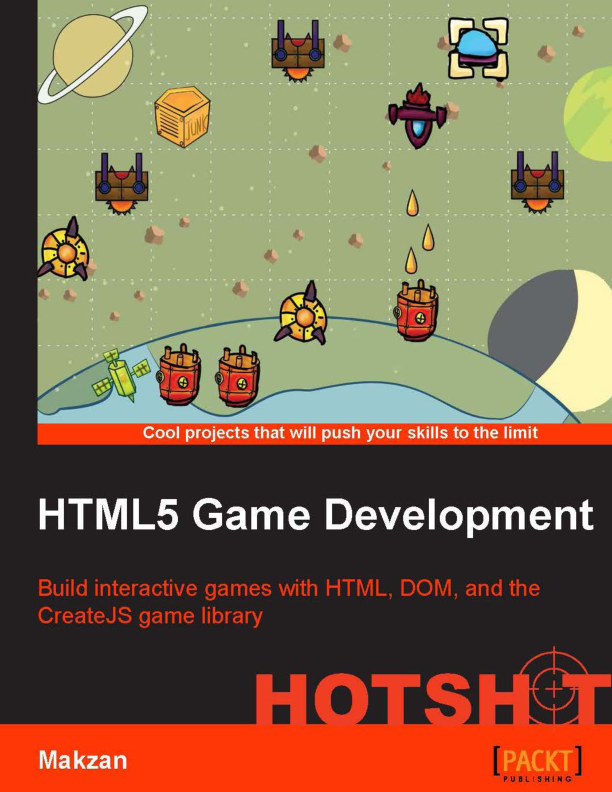 JUNK
Cool projects that will push your skills to the limit
HTML5 Game Development
Build interactive games with HTML, DOM, and the
CreateJS game library
HOTSHOT
Makzan
[PACKT]
PUBLISHING